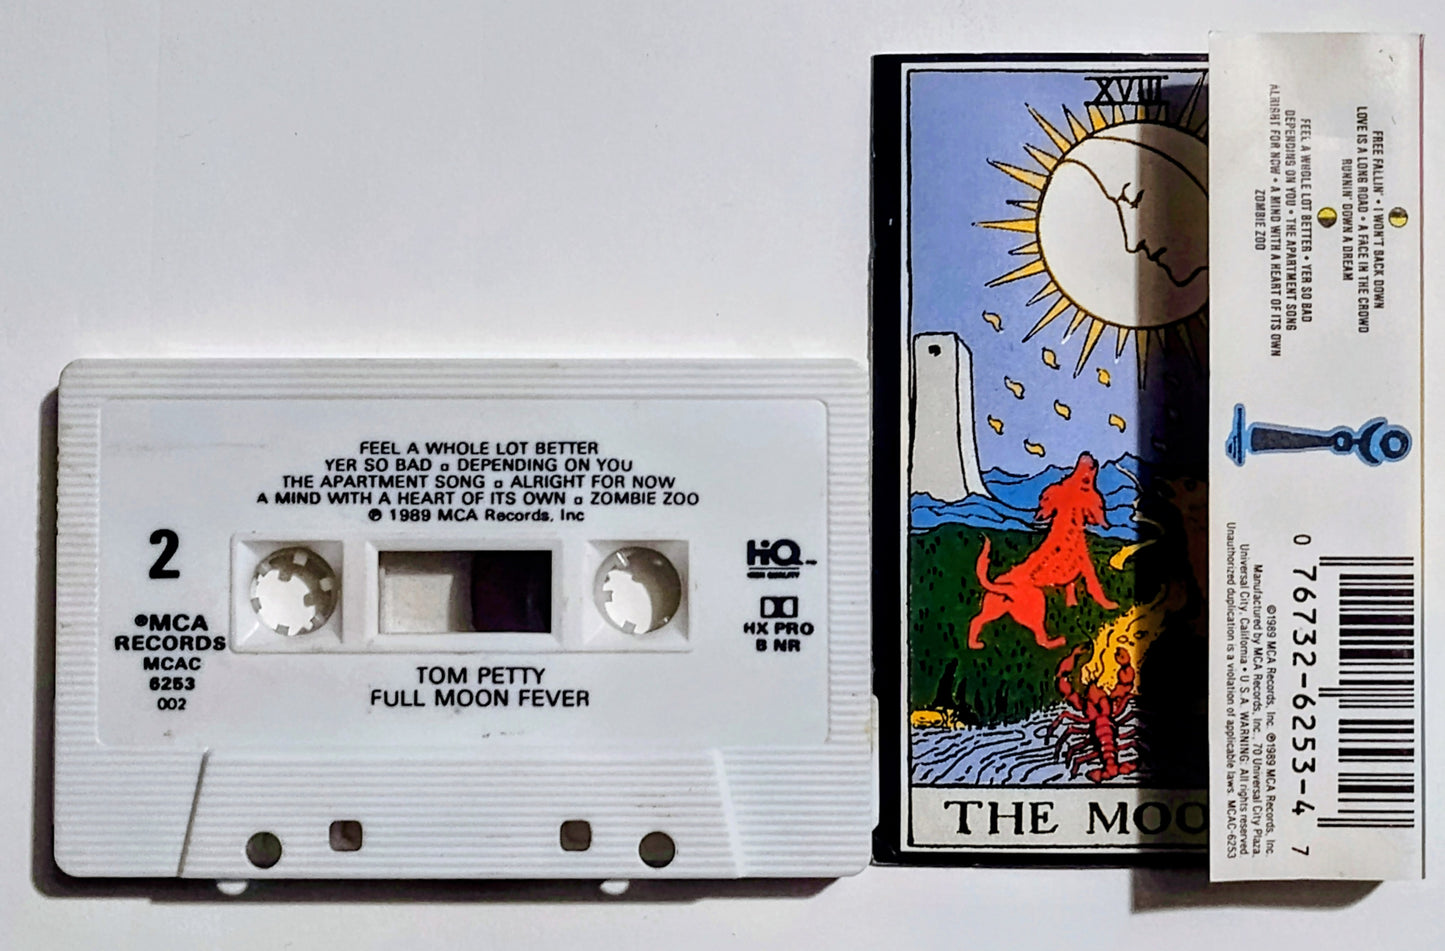 FEEL A WHOLE LOT BETTER
YER SO BAD ▫ DEPENDING ON YOU
THE APARTMENT SONG ▫ ALRIGHT FOR NOW
A MIND WITH A HEART OF ITS OWN ▫ ZOMBIE ZOO
℗ 1989 MCA Records, Inc
2
®MCA
RECORDS
MCAC
6253
002
HiQ™
HIGH QUALITY
HX PRO
B NR
TOM PETTY
FULL MOON FEVER
XVIII
THE MOO
FREE FALLIN' • I WON'T BACK DOWN
LOVE IS A LONG ROAD • A FACE IN THE CROWD
RUNNIN' DOWN A DREAM
FEEL A WHOLE LOT BETTER • YER SO BAD
DEPENDING ON YOU • THE APARTMENT SONG
ALRIGHT FOR NOW • A MIND WITH A HEART OF ITS OWN
ZOMBIE ZOO
0 76732-6253-4 7
©1989 MCA Records, Inc. ℗1989 MCA Records, Inc.
Manufactured by MCA Records, Inc., 70 Universal City Plaza,
Universal City, California • U.S.A. WARNING: All rights reserved.
Unauthorized duplication is a violation of applicable laws. MCAC-6253